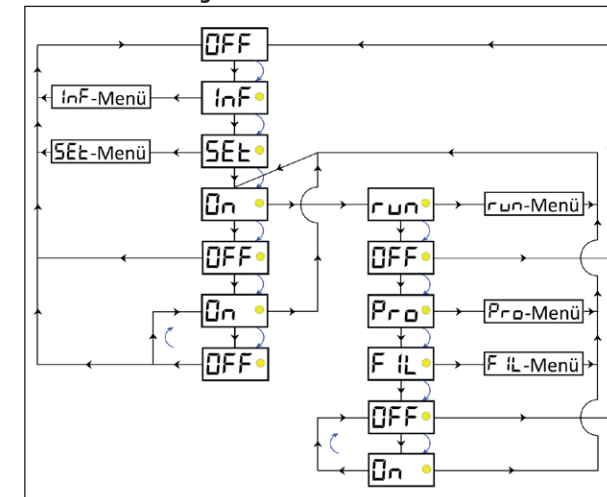 OFF
InF-Menü InF
SEt-Menü SEt
On run run-Menü
OFF OFF
On Pro Pro-Menü
OFF FIL FIL-Menü
OFF
On